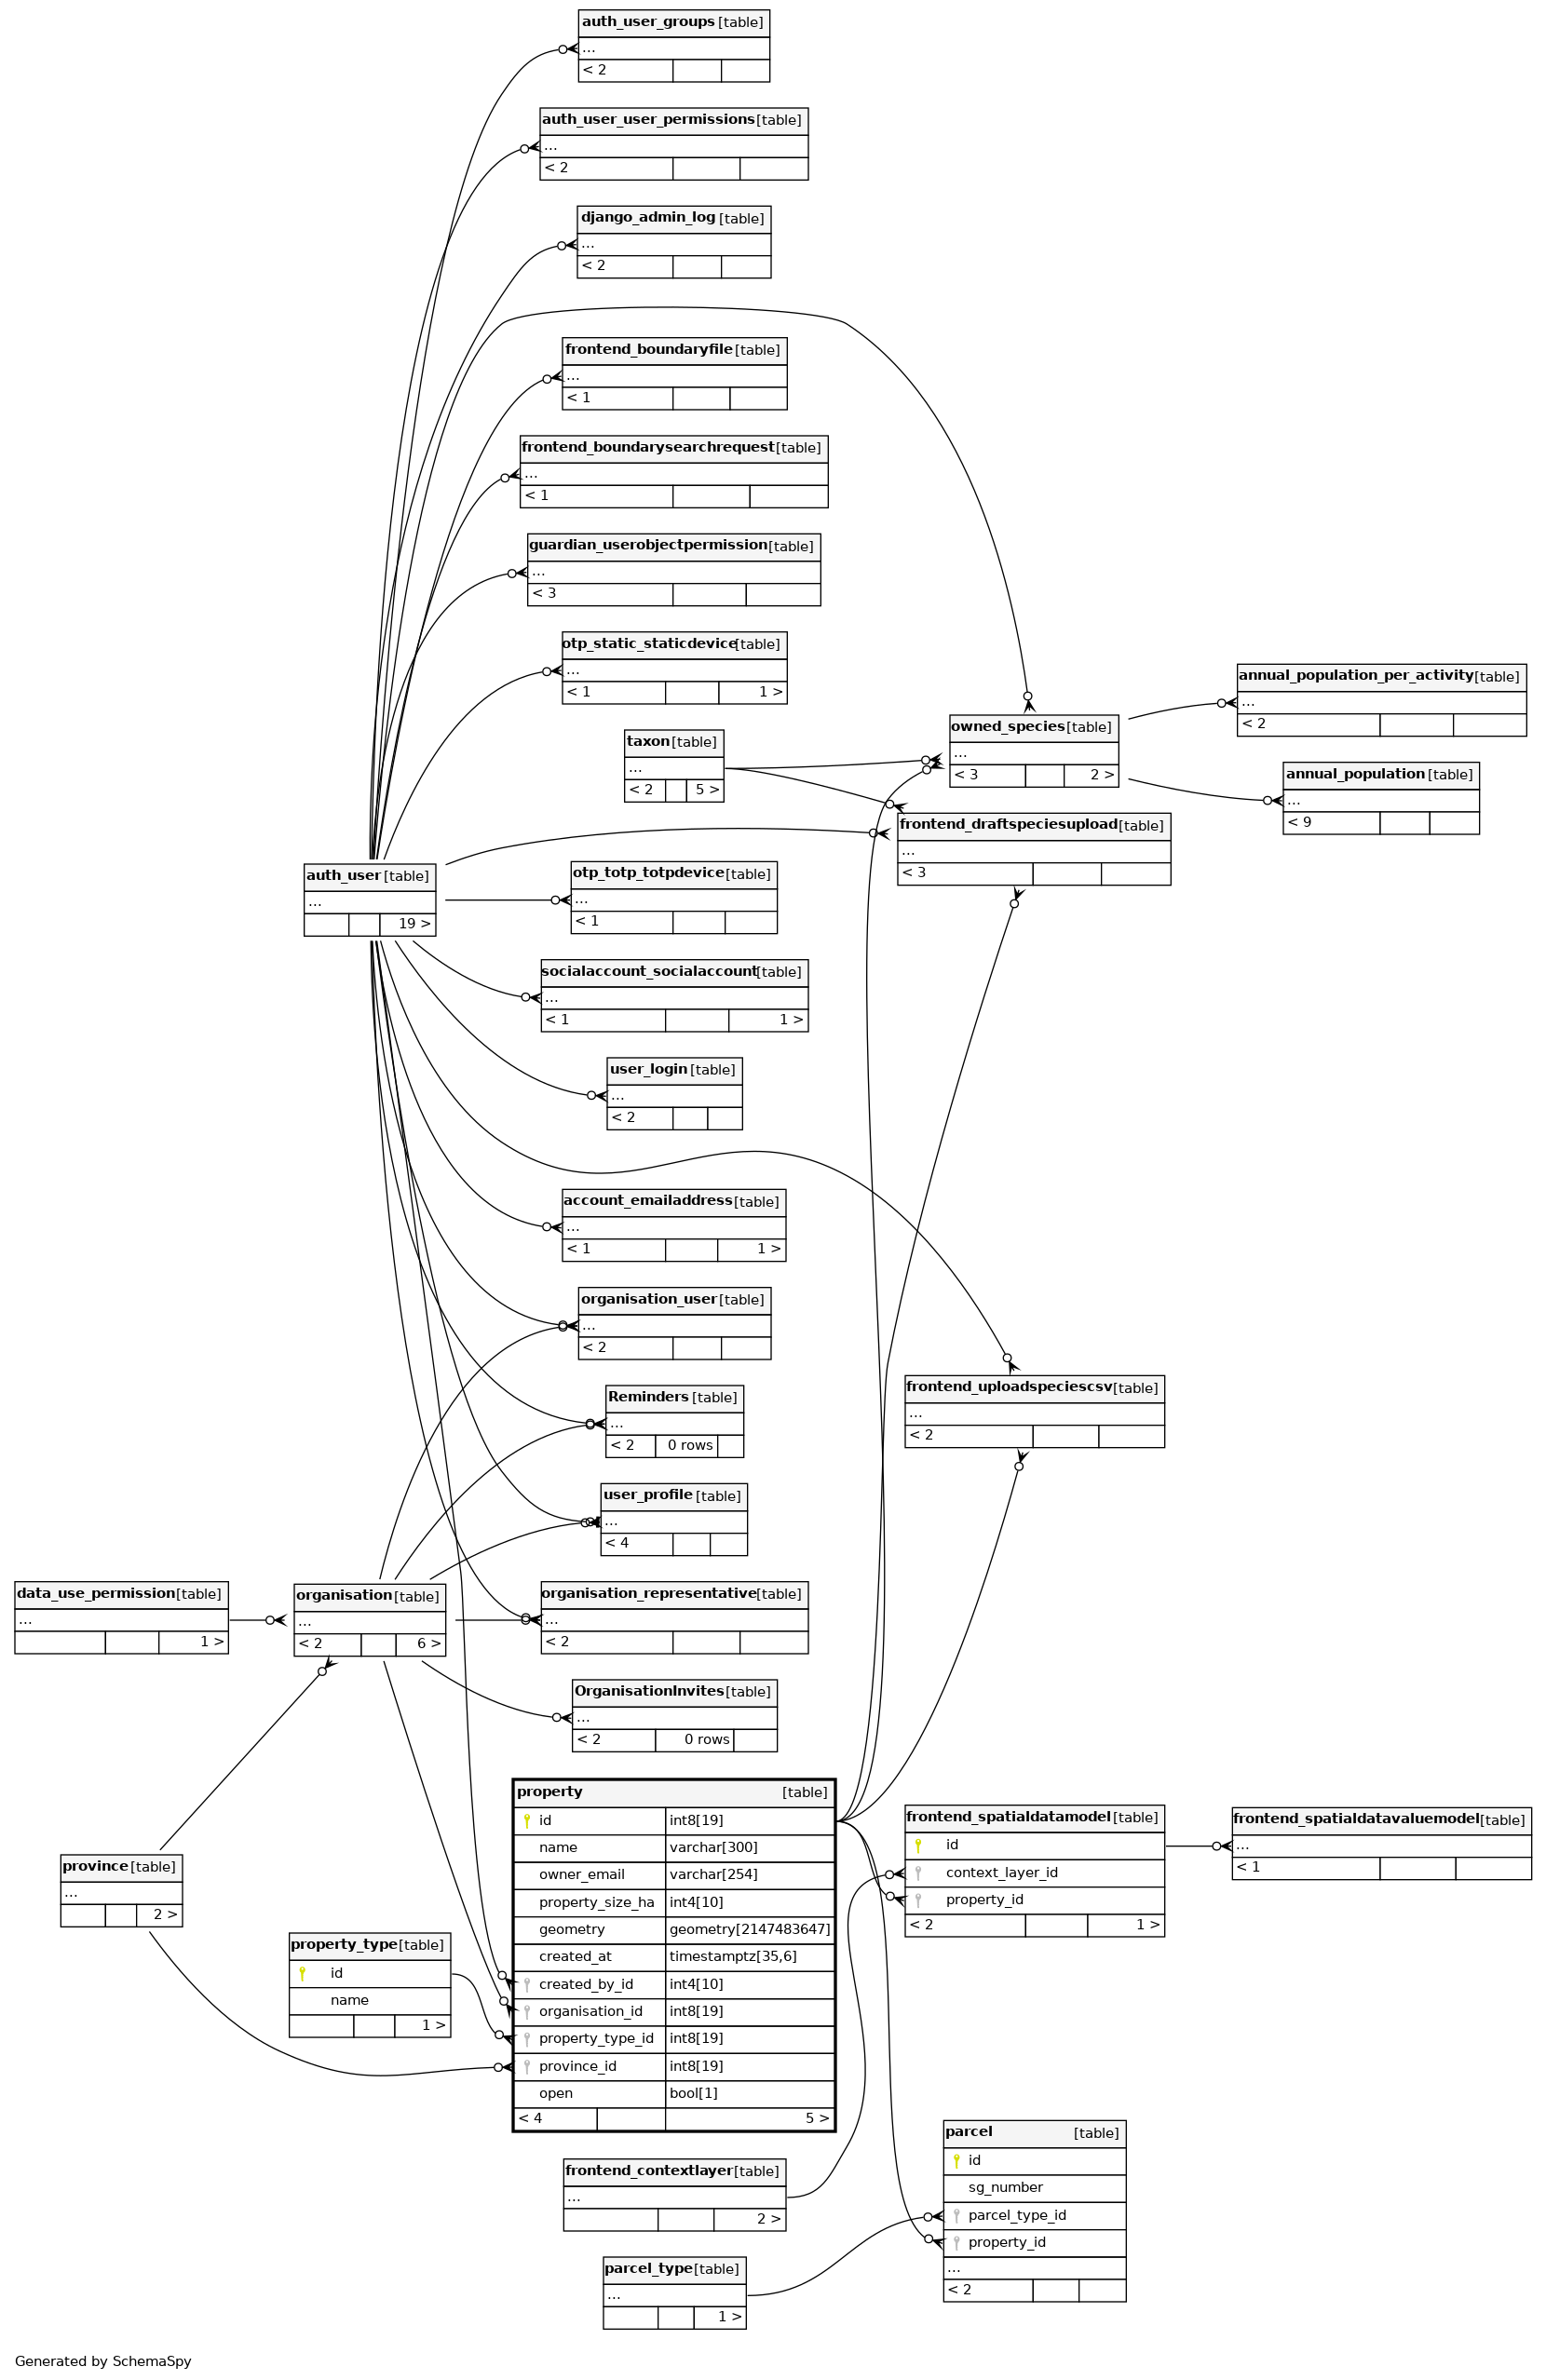 auth_user_groups [table]
...
< 2
auth_user_user_permissions [table]
...
< 2
django_admin_log [table]
...
< 2
frontend_boundaryfile [table]
...
< 1
frontend_boundarysearchrequest [table]
...
< 1
guardian_userobjectpermission [table]
...
< 3
otp_static_staticdevice [table]
...
< 1 1 >
annual_population_per_activity [table]
...
< 2
owned_species [table]
...
< 3 2 >
taxon [table]
...
< 2 5 >
annual_population [table]
...
< 9
frontend_draftspeciesupload [table]
...
< 3
auth_user [table]
...
19 >
otp_totp_totpdevice [table]
...
< 1
socialaccount_socialaccount [table]
...
< 1 1 >
user_login [table]
...
< 2
account_emailaddress [table]
...
< 1 1 >
organisation_user [table]
...
< 2
Reminders [table]
...
< 2 0 rows
frontend_uploadspeciescsv [table]
...
< 2
user_profile [table]
...
< 4
data_use_permission [table]
...
1 >
organisation [table]
...
< 2 6 >
organisation_representative [table]
...
< 2
OrganisationInvites [table]
...
< 2 0 rows
property [table]
id int8[19]
name varchar[300]
owner_email varchar[254]
property_size_ha int4[10]
geometry geometry[2147483647]
created_at timestamptz[35,6]
created_by_id int4[10]
organisation_id int8[19]
property_type_id int8[19]
province_id int8[19]
open bool[1]
< 4 5 >
frontend_spatialdatamodel [table]
id
context_layer_id
property_id
< 2 1 >
frontend_spatialdatavaluemodel [table]
...
< 1
province [table]
...
2 >
property_type [table]
id
name
1 >
parcel [table]
id
sg_number
parcel_type_id
property_id
...
< 2
frontend_contextlayer [table]
...
2 >
parcel_type [table]
...
1 >
Generated by SchemaSpy